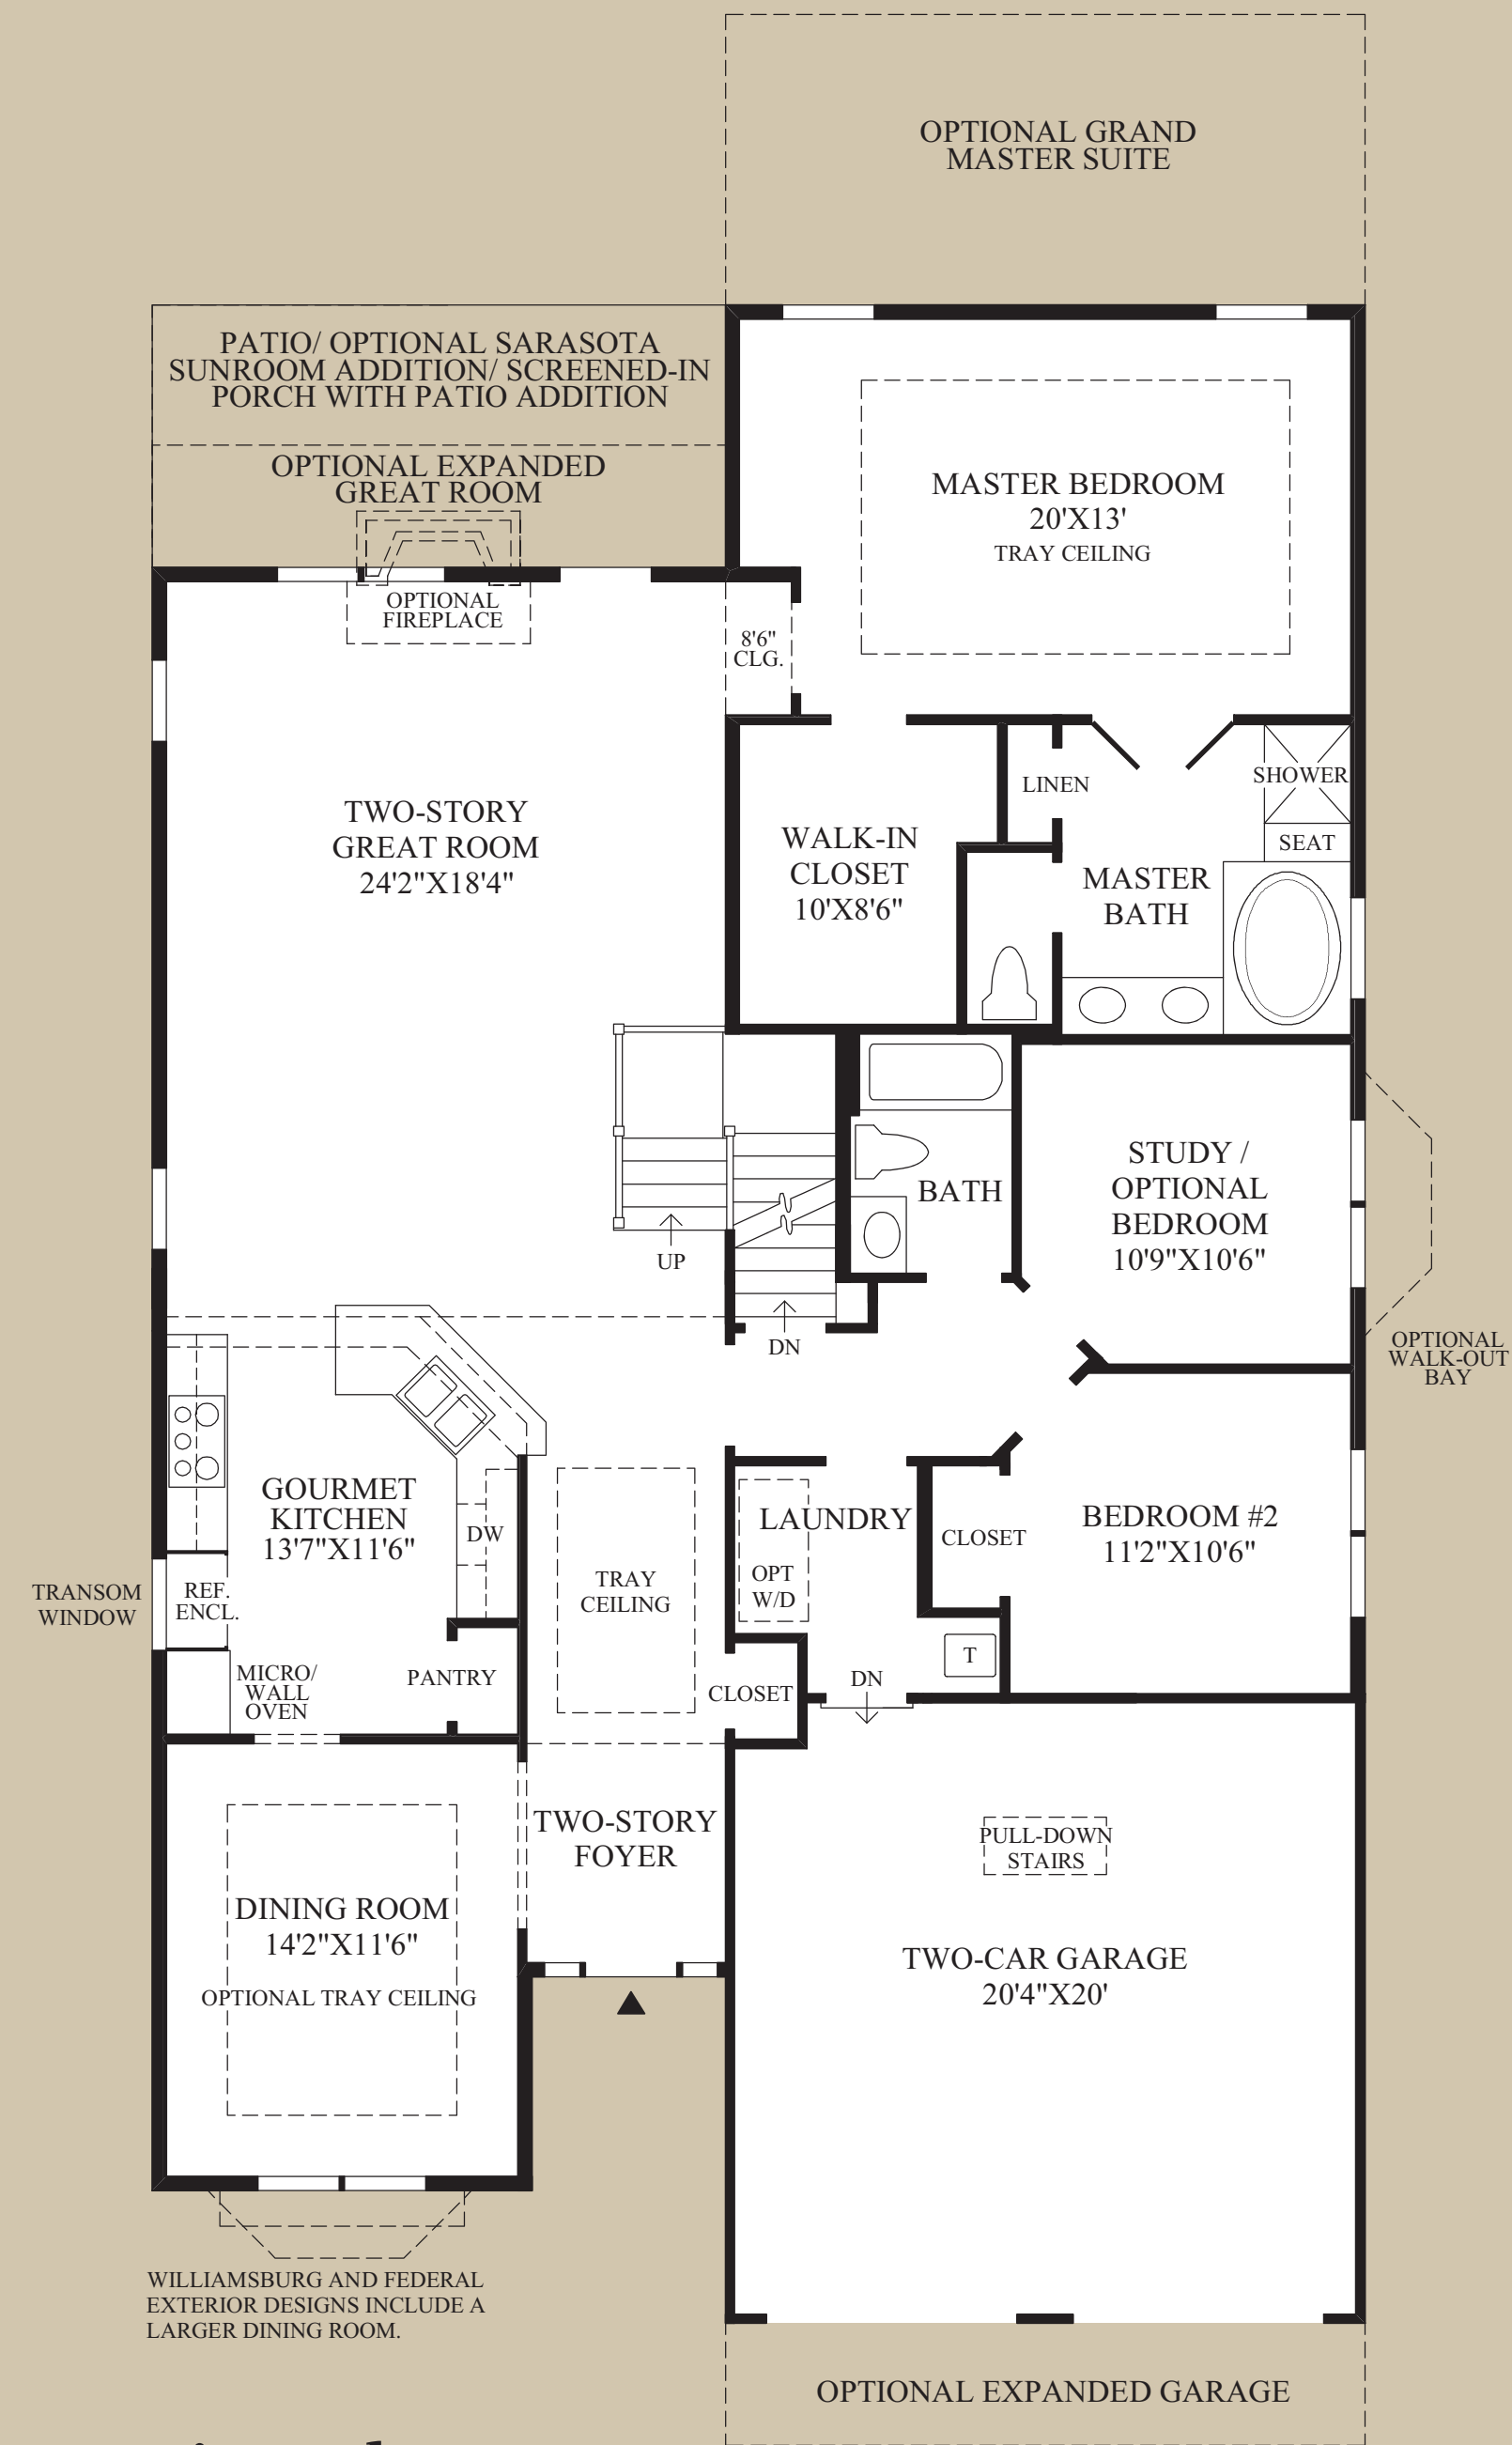 OPTIONAL GRAND
MASTER SUITE
PATIO/ OPTIONAL SARASOTA
SUNROOM ADDITION/ SCREENED-IN
PORCH WITH PATIO ADDITION
OPTIONAL EXPANDED
GREAT ROOM
MASTER BEDROOM
20'X13'
TRAY CEILING
OPTIONAL
FIREPLACE
8'6"
CLG.
TWO-STORY
GREAT ROOM
24'2"X18'4"
WALK-IN
CLOSET
10'X8'6"
LINEN
SHOWER
SEAT
MASTER
BATH
BATH
STUDY /
OPTIONAL
BEDROOM
10'9"X10'6"
UP
DN
OPTIONAL
WALK-OUT
BAY
GOURMET
KITCHEN
13'7"X11'6"
DW
TRAY
CEILING
LAUNDRY
OPT
W/D
CLOSET
BEDROOM #2
11'2"X10'6"
TRANSOM
WINDOW
REF.
ENCL.
MICRO/
WALL
OVEN
PANTRY
CLOSET
DN
T
TWO-STORY
FOYER
PULL-DOWN
STAIRS
DINING ROOM
14'2"X11'6"
OPTIONAL TRAY CEILING
TWO-CAR GARAGE
20'4"X20'
WILLIAMSBURG AND FEDERAL
EXTERIOR DESIGNS INCLUDE A
LARGER DINING ROOM.
OPTIONAL EXPANDED GARAGE